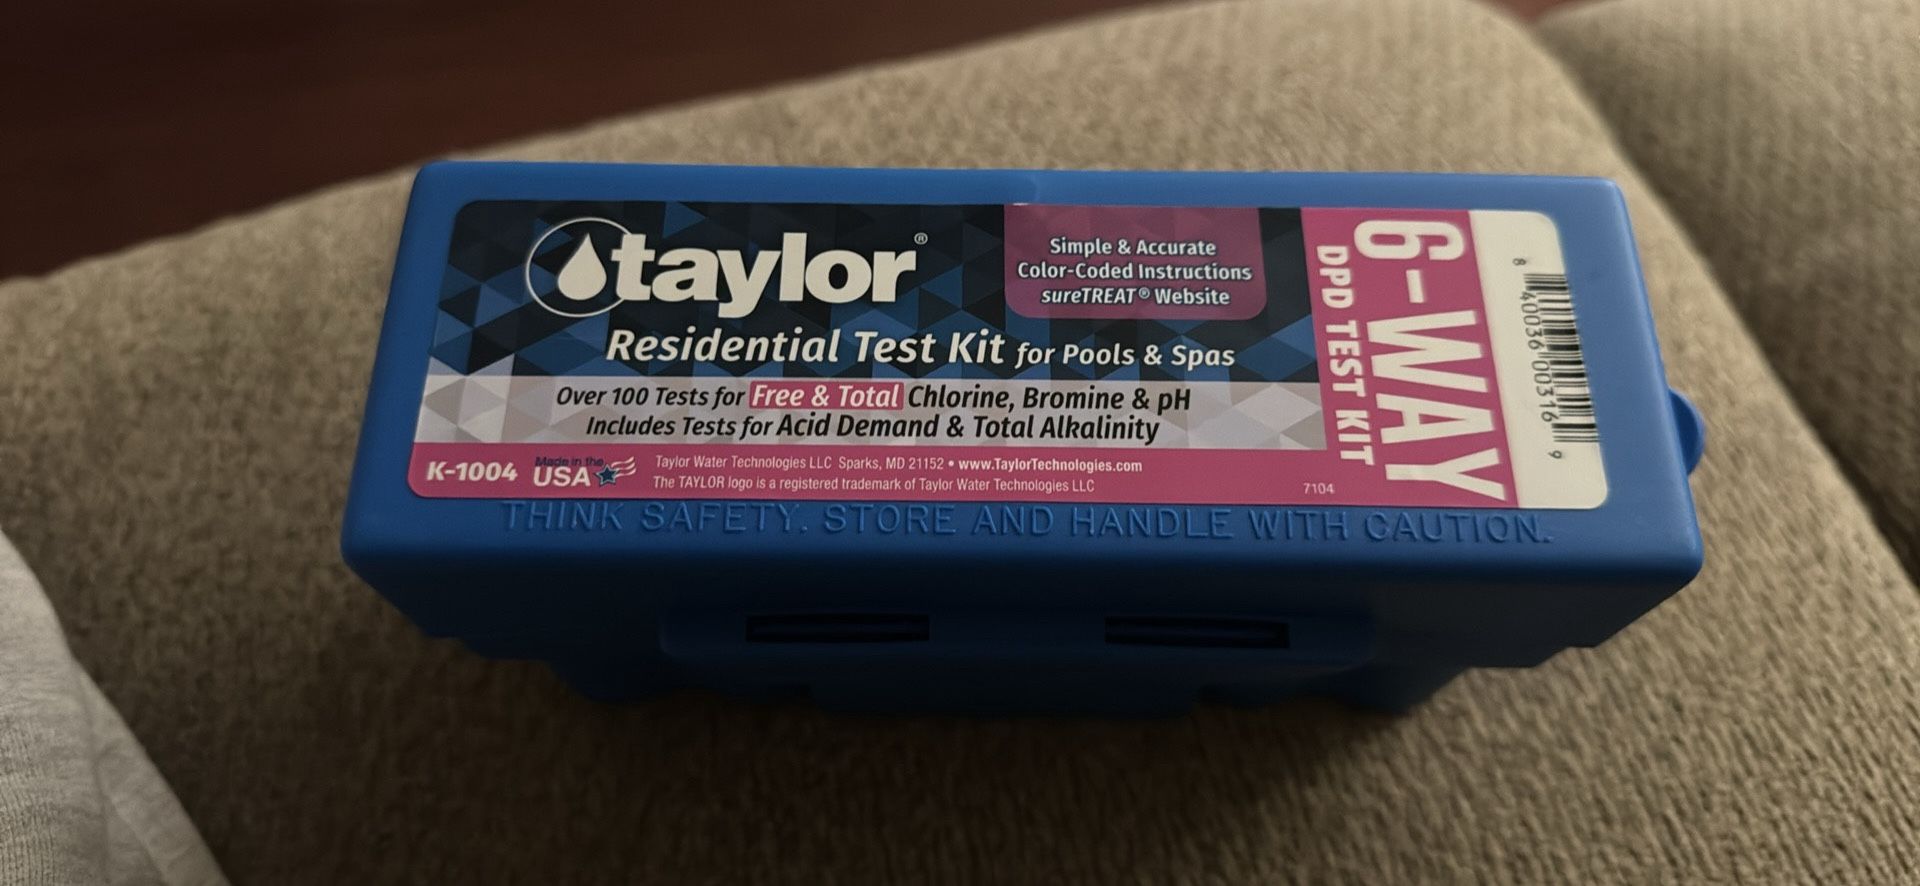 taylor®
Residential Test Kit for Pools & Spas
Simple & Accurate
Color-Coded Instructions
sureTREAT® Website
Over 100 Tests for Free & Total Chlorine, Bromine & pH
Includes Tests for Acid Demand & Total Alkalinity
K-1004
Made in the
USA
Taylor Water Technologies LLC Sparks, MD 21152 • www.TaylorTechnologies.com
The TAYLOR logo is a registered trademark of Taylor Water Technologies LLC
7104
6-WAY
DPD TEST KIT
8 40036 00316 9
THINK SAFETY. STORE AND HANDLE WITH CAUTION.